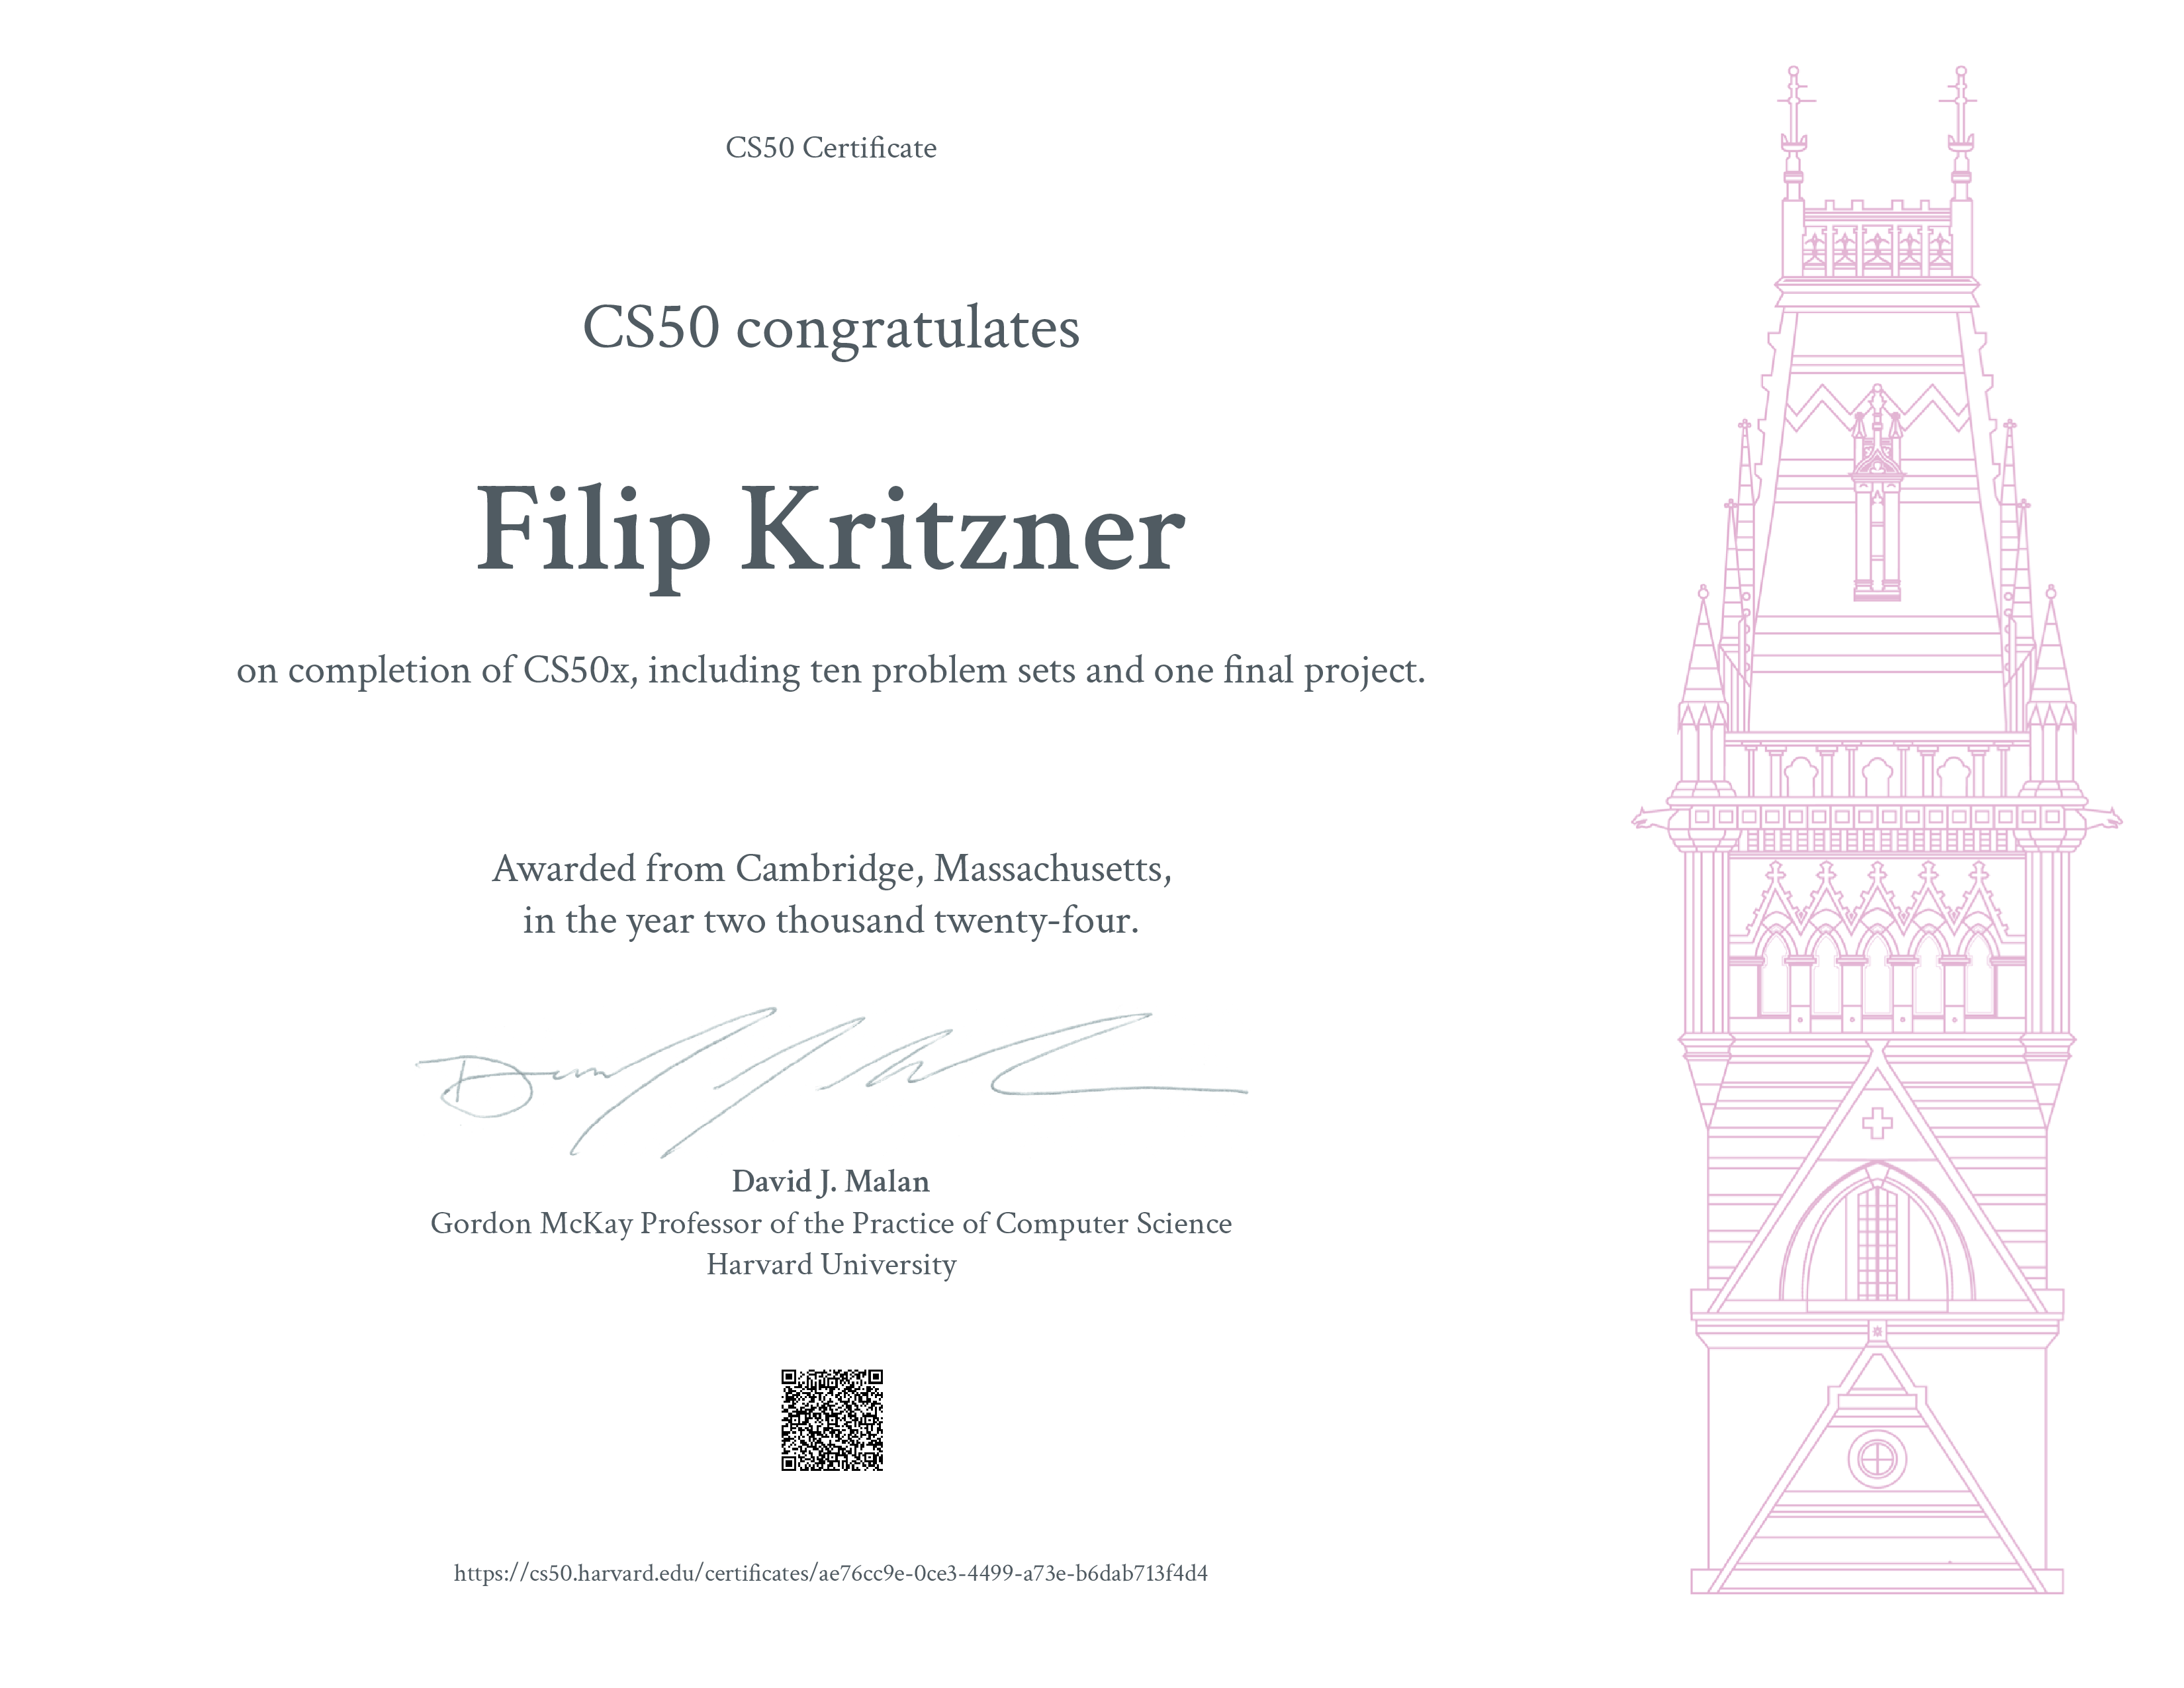 CS50 Certificate
CS50 congratulates
Filip Kritzner
on completion of CS50x, including ten problem sets and one final project.
Awarded from Cambridge, Massachusetts,
in the year two thousand twenty-four.
David J. Malan
Gordon McKay Professor of the Practice of Computer Science
Harvard University
https://cs50.harvard.edu/certificates/ae76cc9e-0ce3-4499-a73e-b6dab713f4d4